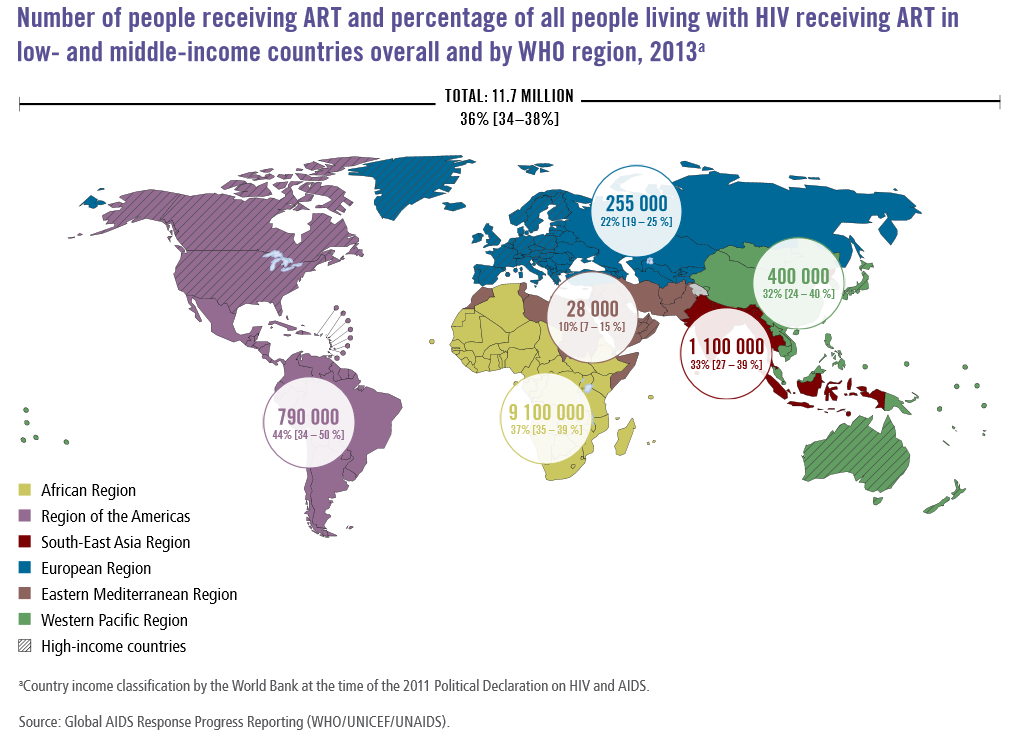 Number of people receiving ART and percentage of all people living with HIV receiving ART in
low- and middle-income countries overall and by WHO region, 2013ª
TOTAL: 11.7 MILLION
36% [34–38%]
255 000
22% [19 – 25 %]
400 000
32% [24 – 40 %]
28 000
10% [7 – 15 %]
1 100 000
33% [27 – 39 %]
790 000
44% [34 – 50 %]
9 100 000
37% [35 – 39 %]
African Region
Region of the Americas
South-East Asia Region
European Region
Eastern Mediterranean Region
Western Pacific Region
High-income countries
ªCountry income classification by the World Bank at the time of the 2011 Political Declaration on HIV and AIDS.
Source: Global AIDS Response Progress Reporting (WHO/UNICEF/UNAIDS).